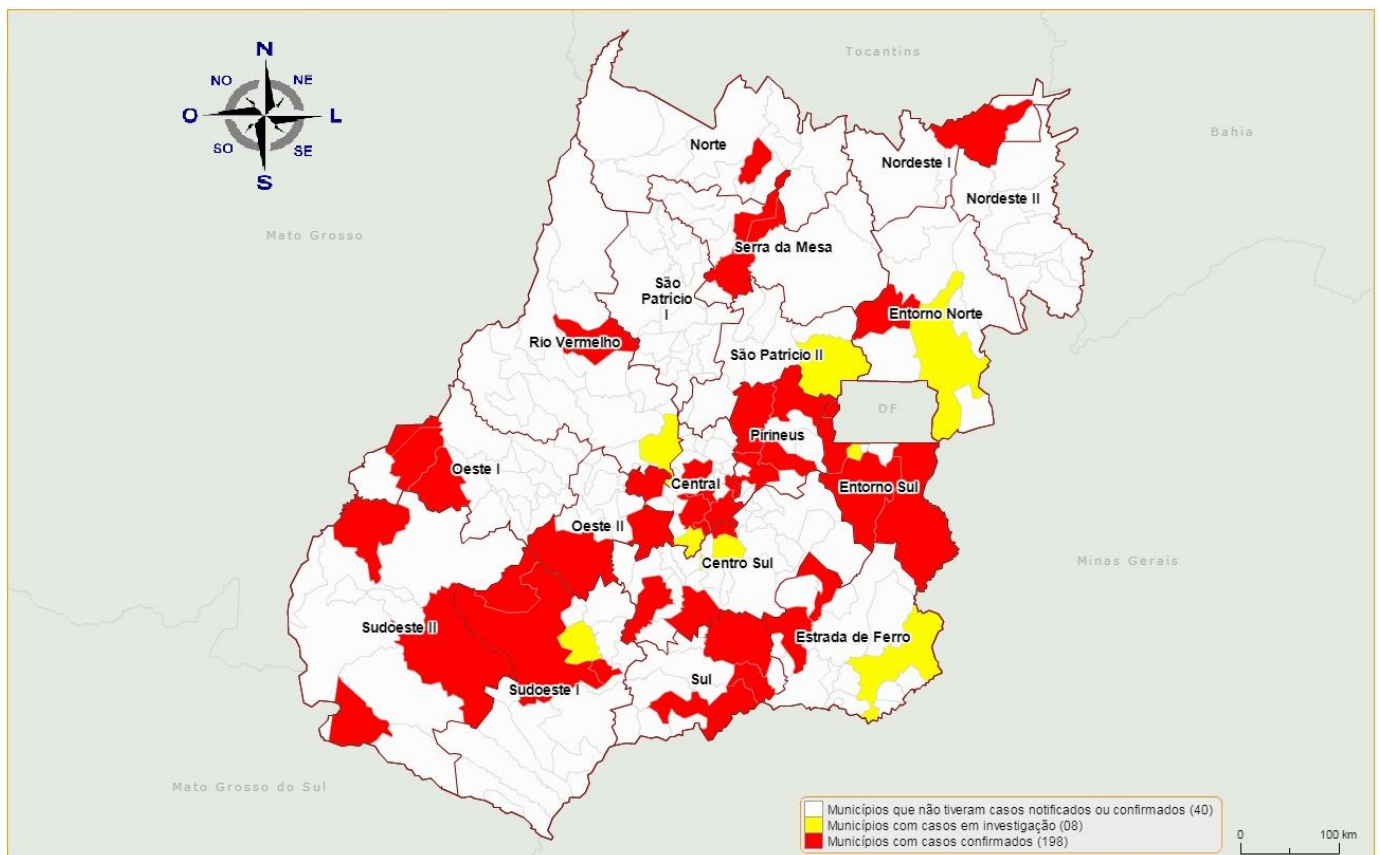 N
NO
NE
O
L
SO
SE
S
Tocantins
Bahia
Mato Grosso
Minas Gerais
Mato Grosso do Sul
Norte
Nordeste I
Nordeste II
Serra da Mesa
São
Patrício
I
Entorno Norte
Rio Vermelho
São Patrício II
DF
Pirineus
Oeste I
Central
Entorno Sul
Oeste II
Centro Sul
Sudoeste II
Estrada de Ferro
Sudoeste I
Sul
Municípios que não tiveram casos notificados ou confirmados (40)
Municípios com casos em investigação (08)
Municípios com casos confirmados (198)
0
100 km